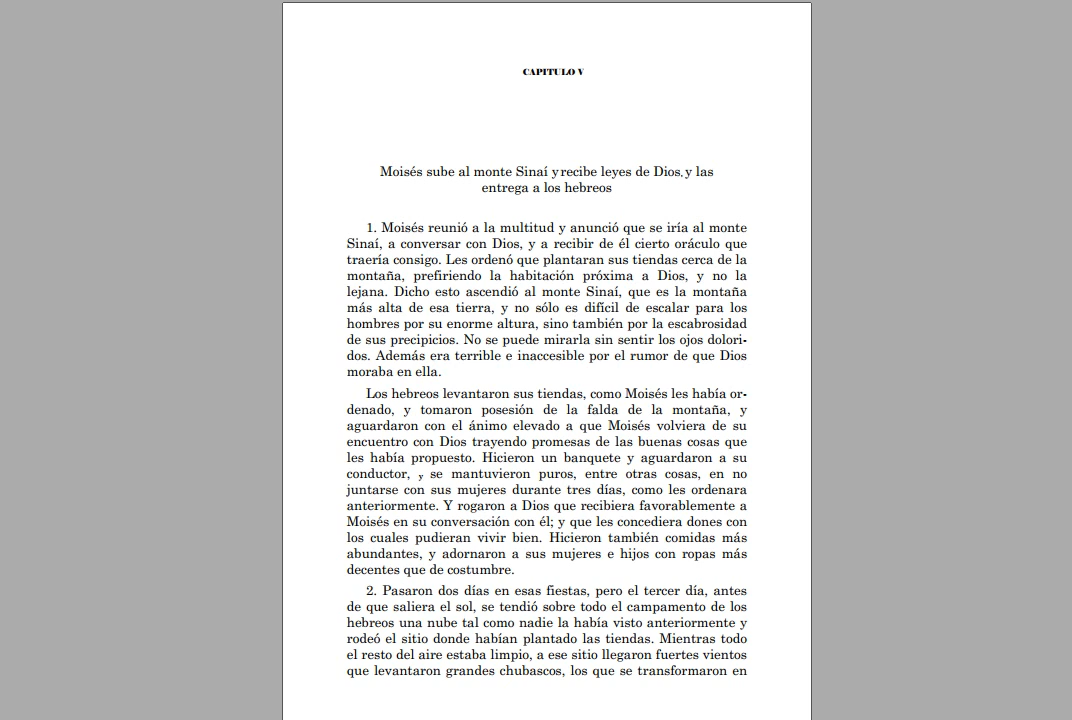 CAPITULO V
Moisés sube al monte Sinaí y recibe leyes de Dios, y las
entrega a los hebreos
1. Moisés reunió a la multitud y anunció que se iría al monte
Sinaí, a conversar con Dios, y a recibir de él cierto oráculo que
traería consigo. Les ordenó que plantaran sus tiendas cerca de la
montaña, prefiriendo la habitación próxima a Dios, y no la
lejana. Dicho esto ascendió al monte Sinaí, que es la montaña
más alta de esa tierra, y no sólo es difícil de escalar para los
hombres por su enorme altura, sino también por la escabrosidad
de sus precipicios. No se puede mirarla sin sentir los ojos dolori-
dos. Además era terrible e inaccesible por el rumor de que Dios
moraba en ella.
Los hebreos levantaron sus tiendas, como Moisés les había or-
denado, y tomaron posesión de la falda de la montaña, y
aguardaron con el ánimo elevado a que Moisés volviera de su
encuentro con Dios trayendo promesas de las buenas cosas que
les había propuesto. Hicieron un banquete y aguardaron a su
conductor, y se mantuvieron puros, entre otras cosas, en no
juntarse con sus mujeres durante tres días, como les ordenara
anteriormente. Y rogaron a Dios que recibiera favorablemente a
Moisés en su conversación con él; y que les concediera dones con
los cuales pudieran vivir bien. Hicieron también comidas más
abundantes, y adornaron a sus mujeres e hijos con ropas más
decentes que de costumbre.
2. Pasaron dos días en esas fiestas, pero el tercer día, antes
de que saliera el sol, se tendió sobre todo el campamento de los
hebreos una nube tal como nadie la había visto anteriormente y
rodeó el sitio donde habían plantado las tiendas. Mientras todo
el resto del aire estaba limpio, a ese sitio llegaron fuertes vientos
que levantaron grandes chubascos, los que se transformaron en